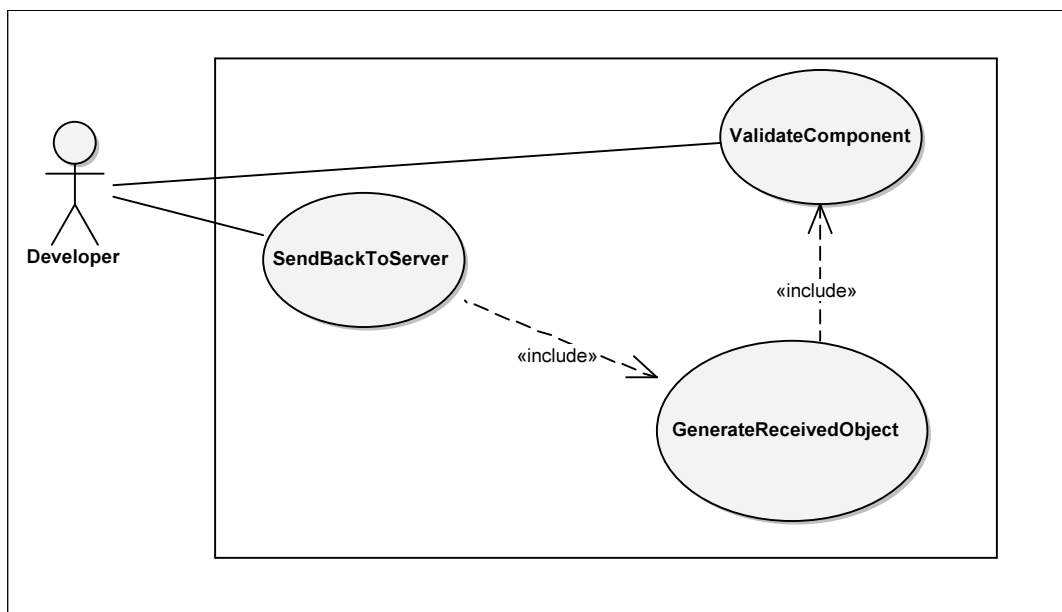 ValidateComponent
Developer
SendBackToServer
«include»
«include»
GenerateReceivedObject